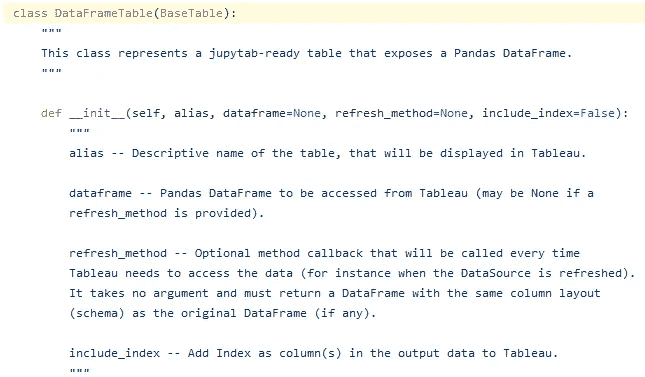 class DataFrameTable(BaseTable):
"""
This class represents a jupytab-ready table that exposes a Pandas DataFrame.
"""
def __init__(self, alias, dataframe=None, refresh_method=None, include_index=False):
"""
alias -- Descriptive name of the table, that will be displayed in Tableau.
dataframe -- Pandas DataFrame to be accessed from Tableau (may be None if a
refresh_method is provided).
refresh_method -- Optional method callback that will be called every time
Tableau needs to access the data (for instance when the DataSource is refreshed).
It takes no argument and must return a DataFrame with the same column layout
(schema) as the original DataFrame (if any).
include_index -- Add Index as column(s) in the output data to Tableau.
"""